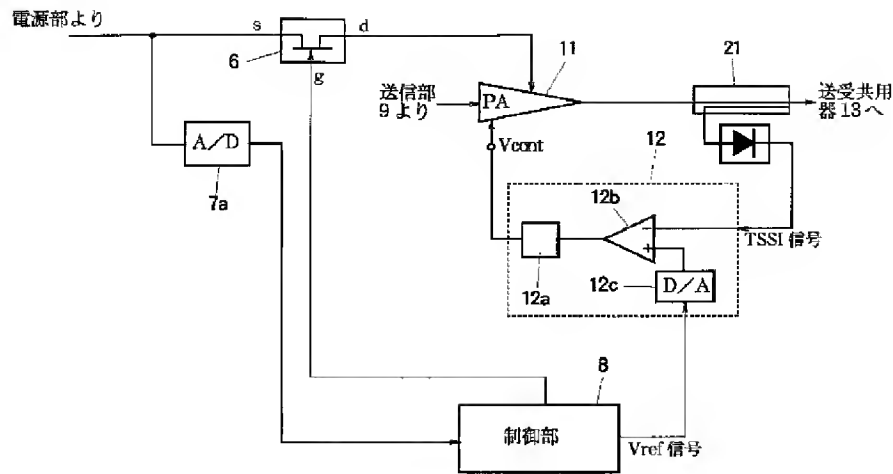 電源部より
s
d
6
g
11
21
送信部
9より
PA
送受共用
器13へ
Vcont
A/D
7a
12
12b
−
+
TSSI 信号
12a
12c
D/A
8
制御部
Vref 信号